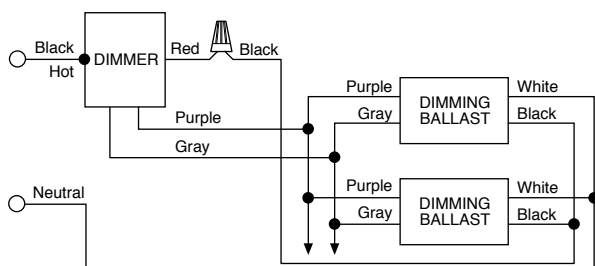 Black
Hot
DIMMER
Red
Black
Purple
Gray
Purple
Gray
DIMMING
BALLAST
White
Black
Purple
Gray
DIMMING
BALLAST
White
Black
Neutral